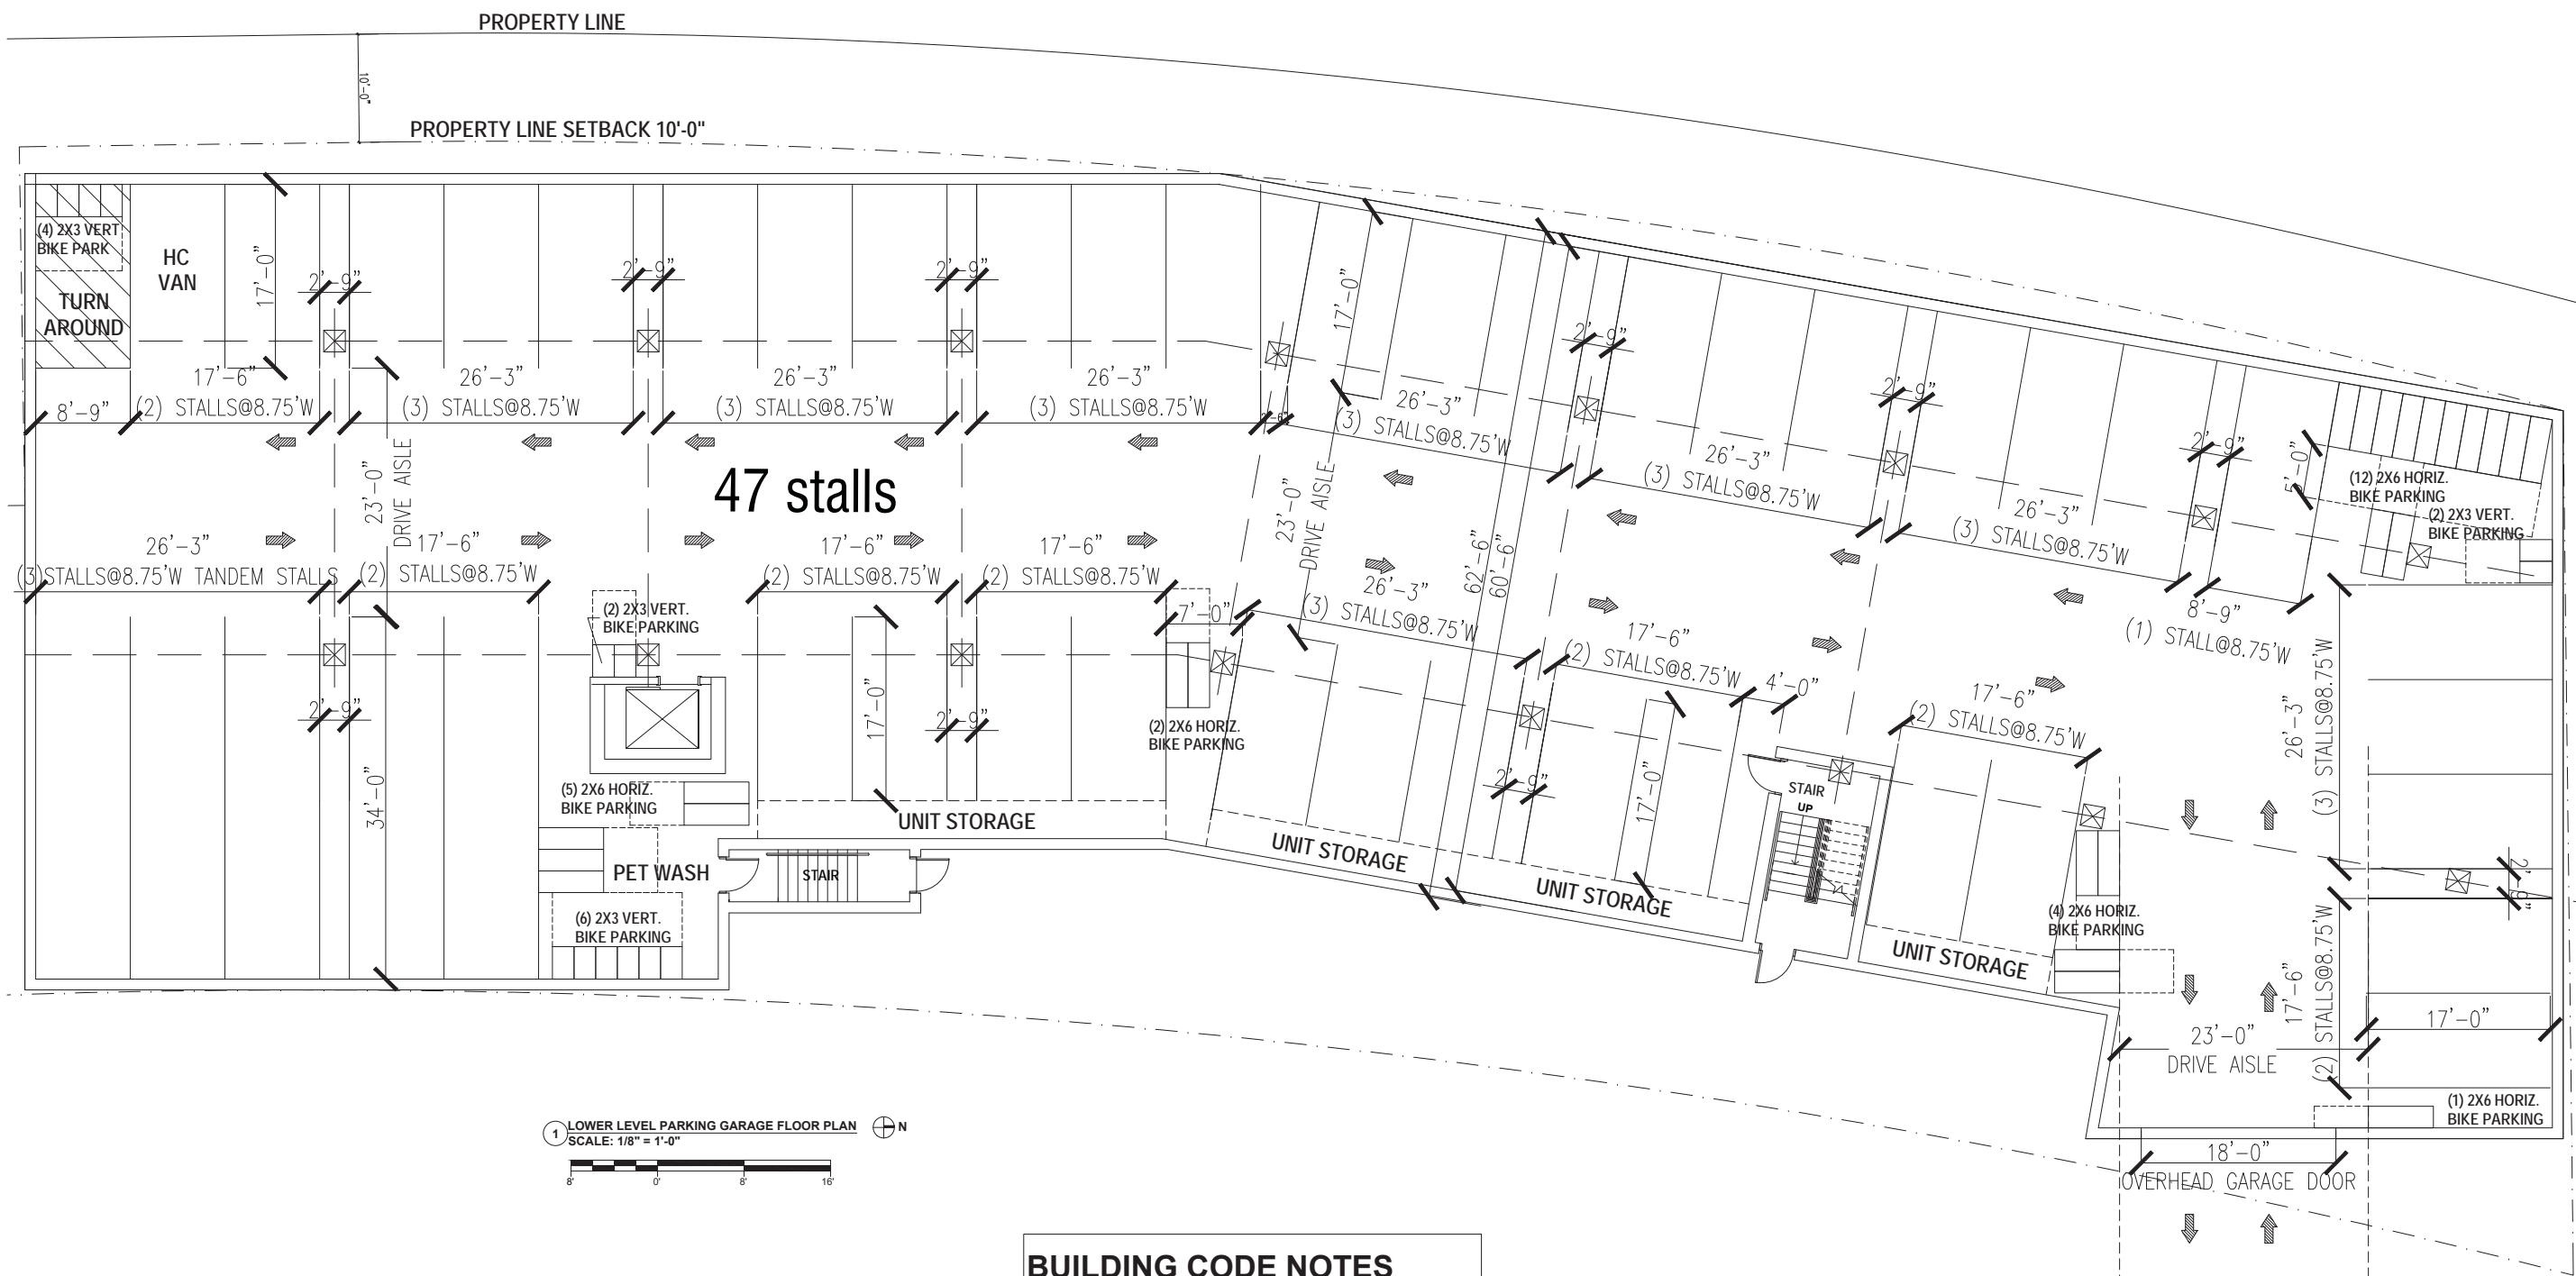 PROPERTY LINE
10'-0"
PROPERTY LINE SETBACK 10'-0"
(4) 2X3 VERT
BIKE PARK
HC
VAN
TURN
AROUND
17'-0"
2'-9"
2'-9"
2'-9"
17'-0"
2'-9"
2'-9"
2'-9"
17'-6"
(2) STALLS@8.75'W
8'-9"
26'-3"
(3) STALLS@8.75'W
26'-3"
(3) STALLS@8.75'W
26'-3"
(3) STALLS@8.75'W
26'-3"
(3) STALLS@8.75'W
26'-3"
(3) STALLS@8.75'W
26'-3"
(3) STALLS@8.75'W
5'-0"
(12) 2X6 HORIZ.
BIKE PARKING
(2) 2X3 VERT.
BIKE PARKING
23'-0"
DRIVE AISLE
47 stalls
23'-0"
DRIVE AISLE
62'-6"
60'-6"
26'-3"
(3)STALLS@8.75'W TANDEM STALLS
17'-6"
(2) STALLS@8.75'W
17'-6"
(2) STALLS@8.75'W
17'-6"
(2) STALLS@8.75'W
7'-0"
26'-3"
(3) STALLS@8.75'W
17'-6"
(2) STALLS@8.75'W
4'-0"
17'-6"
(2) STALLS@8.75'W
8'-9"
(1) STALL@8.75'W
26'-3"
(3) STALLS@8.75'W
(2) 2X3 VERT.
BIKE PARKING
2'-9"
34'-0"
17'-0"
2'-9"
(2) 2X6 HORIZ.
BIKE PARKING
2'-9"
17'-0"
STAIR
UP
(5) 2X6 HORIZ.
BIKE PARKING
UNIT STORAGE
UNIT STORAGE
UNIT STORAGE
UNIT STORAGE
PET WASH
STAIR
(6) 2X3 VERT.
BIKE PARKING
(4) 2X6 HORIZ.
BIKE PARKING
2'-9"
17'-6"
(2) STALLS@8.75'W
17'-0"
23'-0"
DRIVE AISLE
(1) 2X6 HORIZ.
BIKE PARKING
18'-0"
OVERHEAD GARAGE DOOR
1
LOWER LEVEL PARKING GARAGE FLOOR PLAN
N
SCALE: 1/8" = 1'-0"
8' 0' 8' 16'
BUILDING CODE NOTES